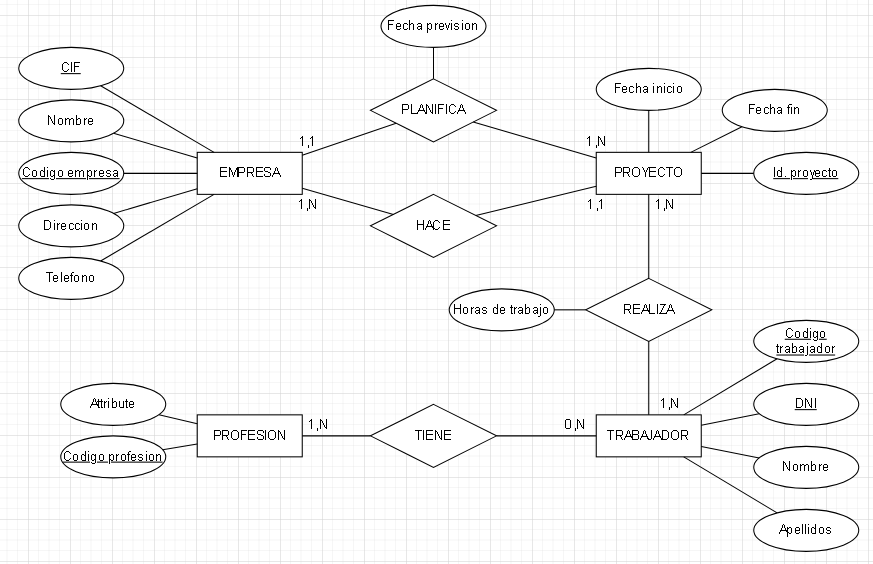 Fecha prevision
CIF
Nombre
Codigo empresa
Direccion
Telefono
EMPRESA
1,1
1,N
PLANIFICA
HACE
1,N
1,1
PROYECTO
1,N
Fecha inicio
Fecha fin
Id. proyecto
Horas de trabajo
REALIZA
1,N
Codigo
trabajador
DNI
Nombre
Apellidos
TRABAJADOR
0,N
TIENE
1,N
PROFESION
Attribute
Codigo profesion